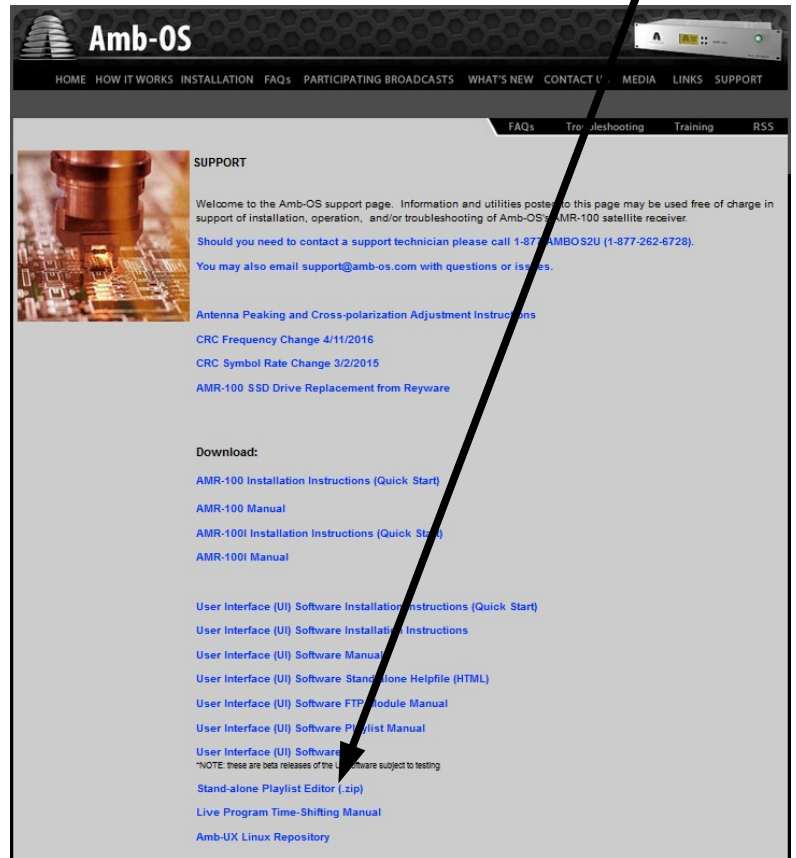 Amb-OS
HOME HOW IT WORKS INSTALLATION FAQs PARTICIPATING BROADCASTS WHAT'S NEW CONTACT MEDIA LINKS SUPPORT
FAQs Troubleshooting Training RSS
SUPPORT
Welcome to the Amb-OS support page. Information and utilities posted to this page may be used free of charge in
support of installation, operation, and/or troubleshooting of Amb-OS's AMR-100 satellite receiver.
Should you need to contact a support technician please call 1-877-AMBOS2U (1-877-262-6728).
You may also email support@amb-os.com with questions or issues.
Antenna Peaking and Cross-polarization Adjustment Instructions
CRC Frequency Change 4/11/2016
CRC Symbol Rate Change 3/2/2015
AMR-100 SSD Drive Replacement from Reyware
Download:
AMR-100 Installation Instructions (Quick Start)
AMR-100 Manual
AMR-100I Installation Instructions (Quick Start)
AMR-100I Manual
User Interface (UI) Software Installation Instructions (Quick Start)
User Interface (UI) Software Installation Instructions
User Interface (UI) Software Manual
User Interface (UI) Software Stand-alone Helpfile (HTML)
User Interface (UI) Software FTP Module Manual
User Interface (UI) Software Playlist Manual
User Interface (UI) Software
*NOTE: these are beta releases of the UI software subject to testing
Stand-alone Playlist Editor (.zip)
Live Program Time-Shifting Manual
Amb-UX Linux Repository